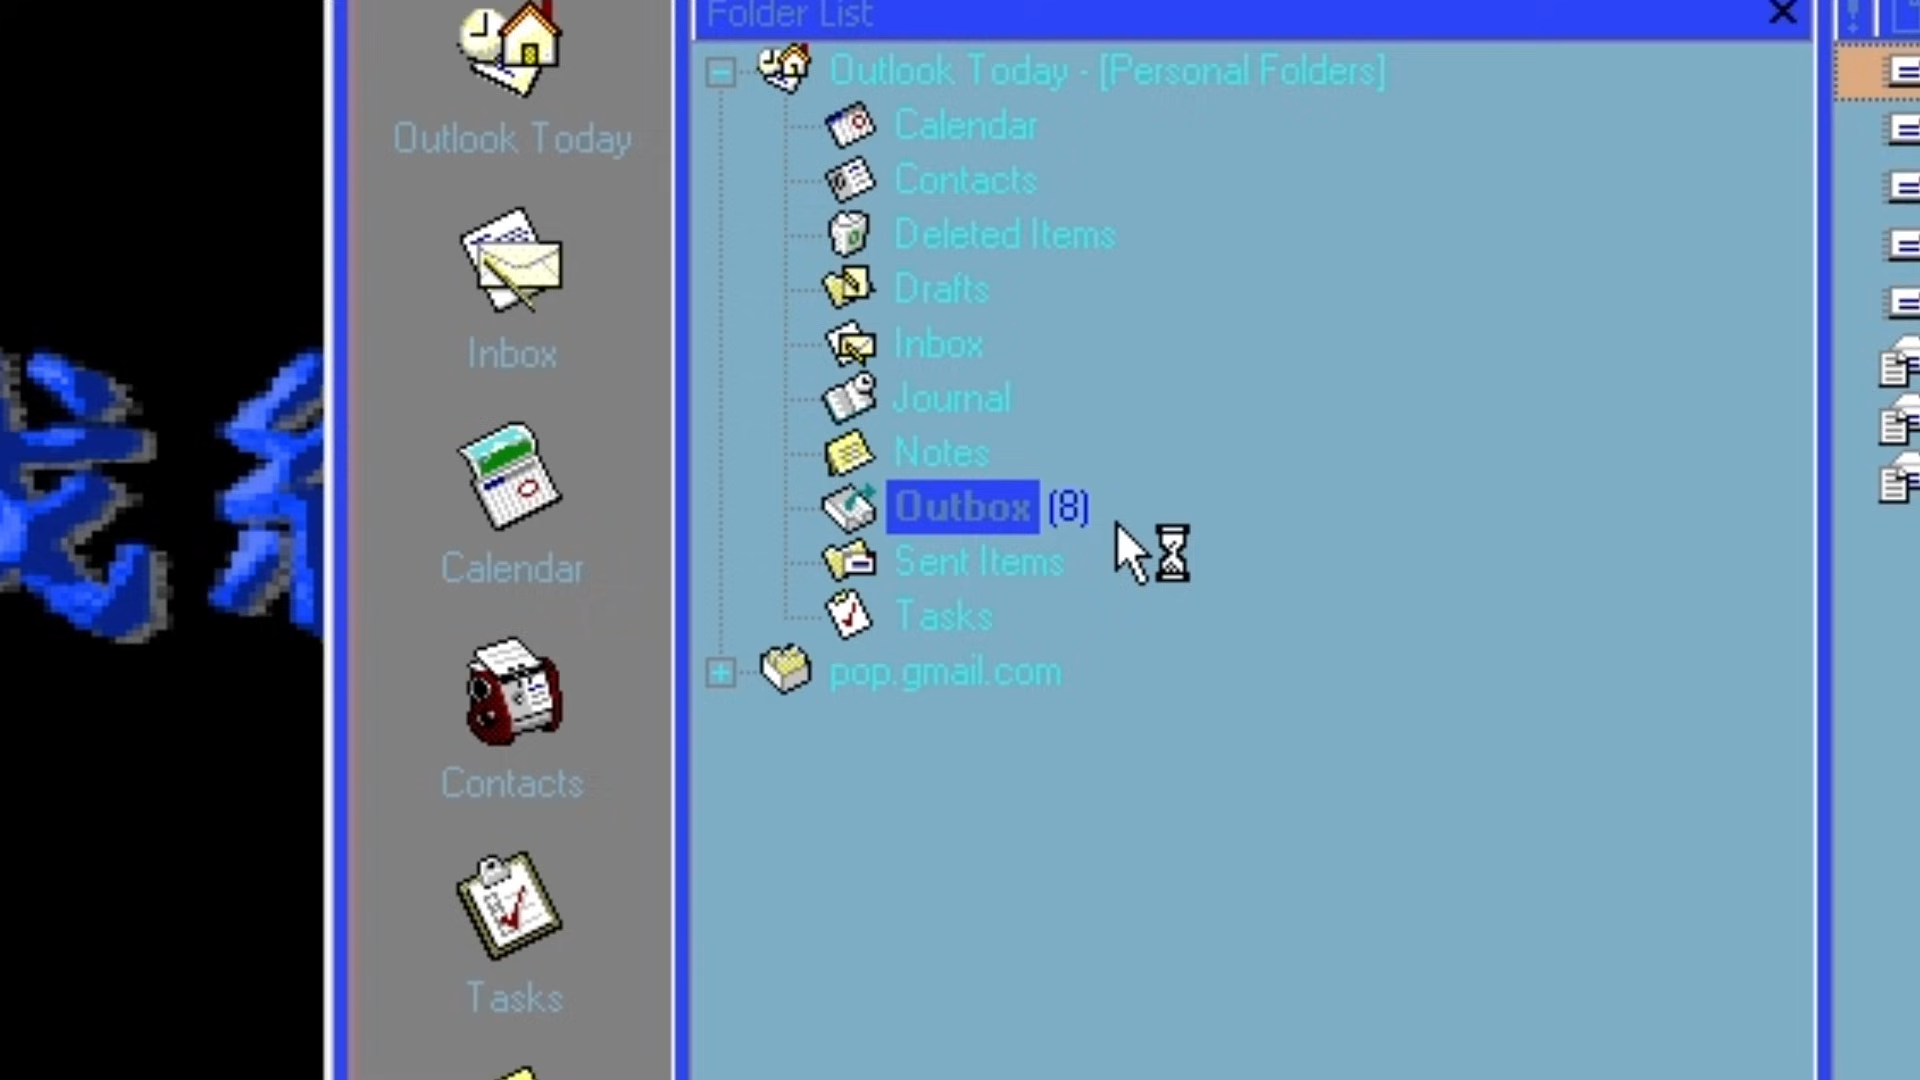 Outlook Today
Inbox
Calendar
Contacts
Tasks
Folder List
Outlook Today - [Personal Folders]
Calendar
Contacts
Deleted Items
Drafts
Inbox
Journal
Notes
Outbox (8)
Sent Items
Tasks
pop.gmail.com